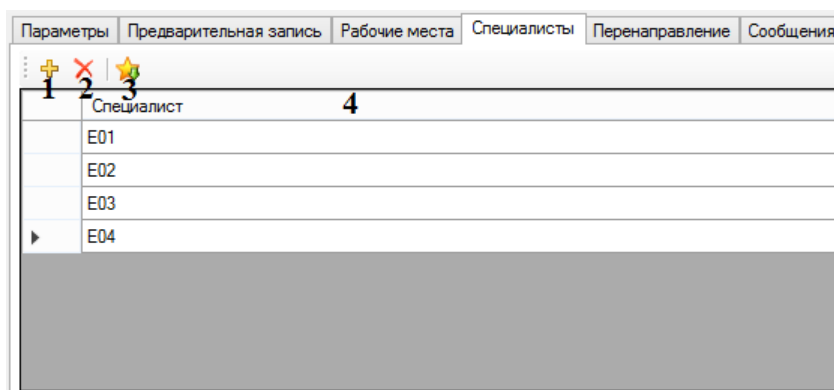 Параметры Предварительная запись Рабочие места Специалисты Перенаправление Сообщения
1 2 3
Специалист 4
E01
E02
E03
E04